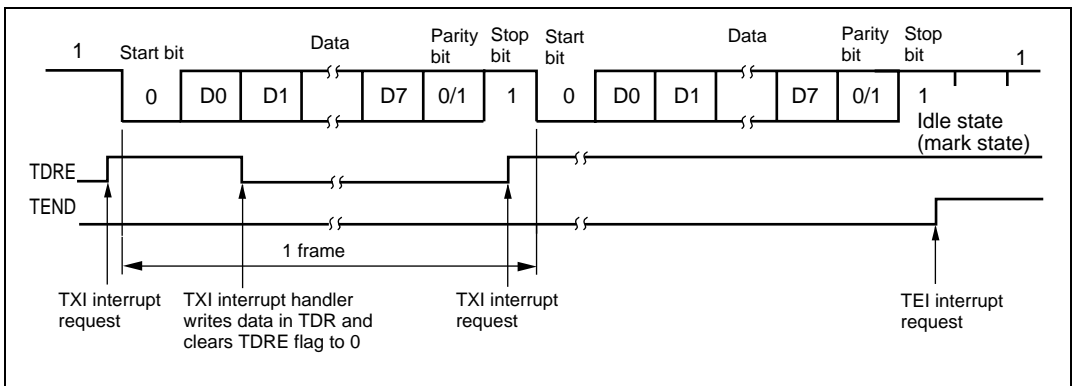 1 Start bit Data Parity bit Stop bit Start bit Data Parity bit Stop bit 1
0 D0 D1 D7 0/1 1 0 D0 D1 D7 0/1 1
Idle state
(mark state)
TDRE
TEND
1 frame
TXI interrupt
request
TXI interrupt handler
writes data in TDR and
clears TDRE flag to 0
TXI interrupt
request
TEI interrupt
request